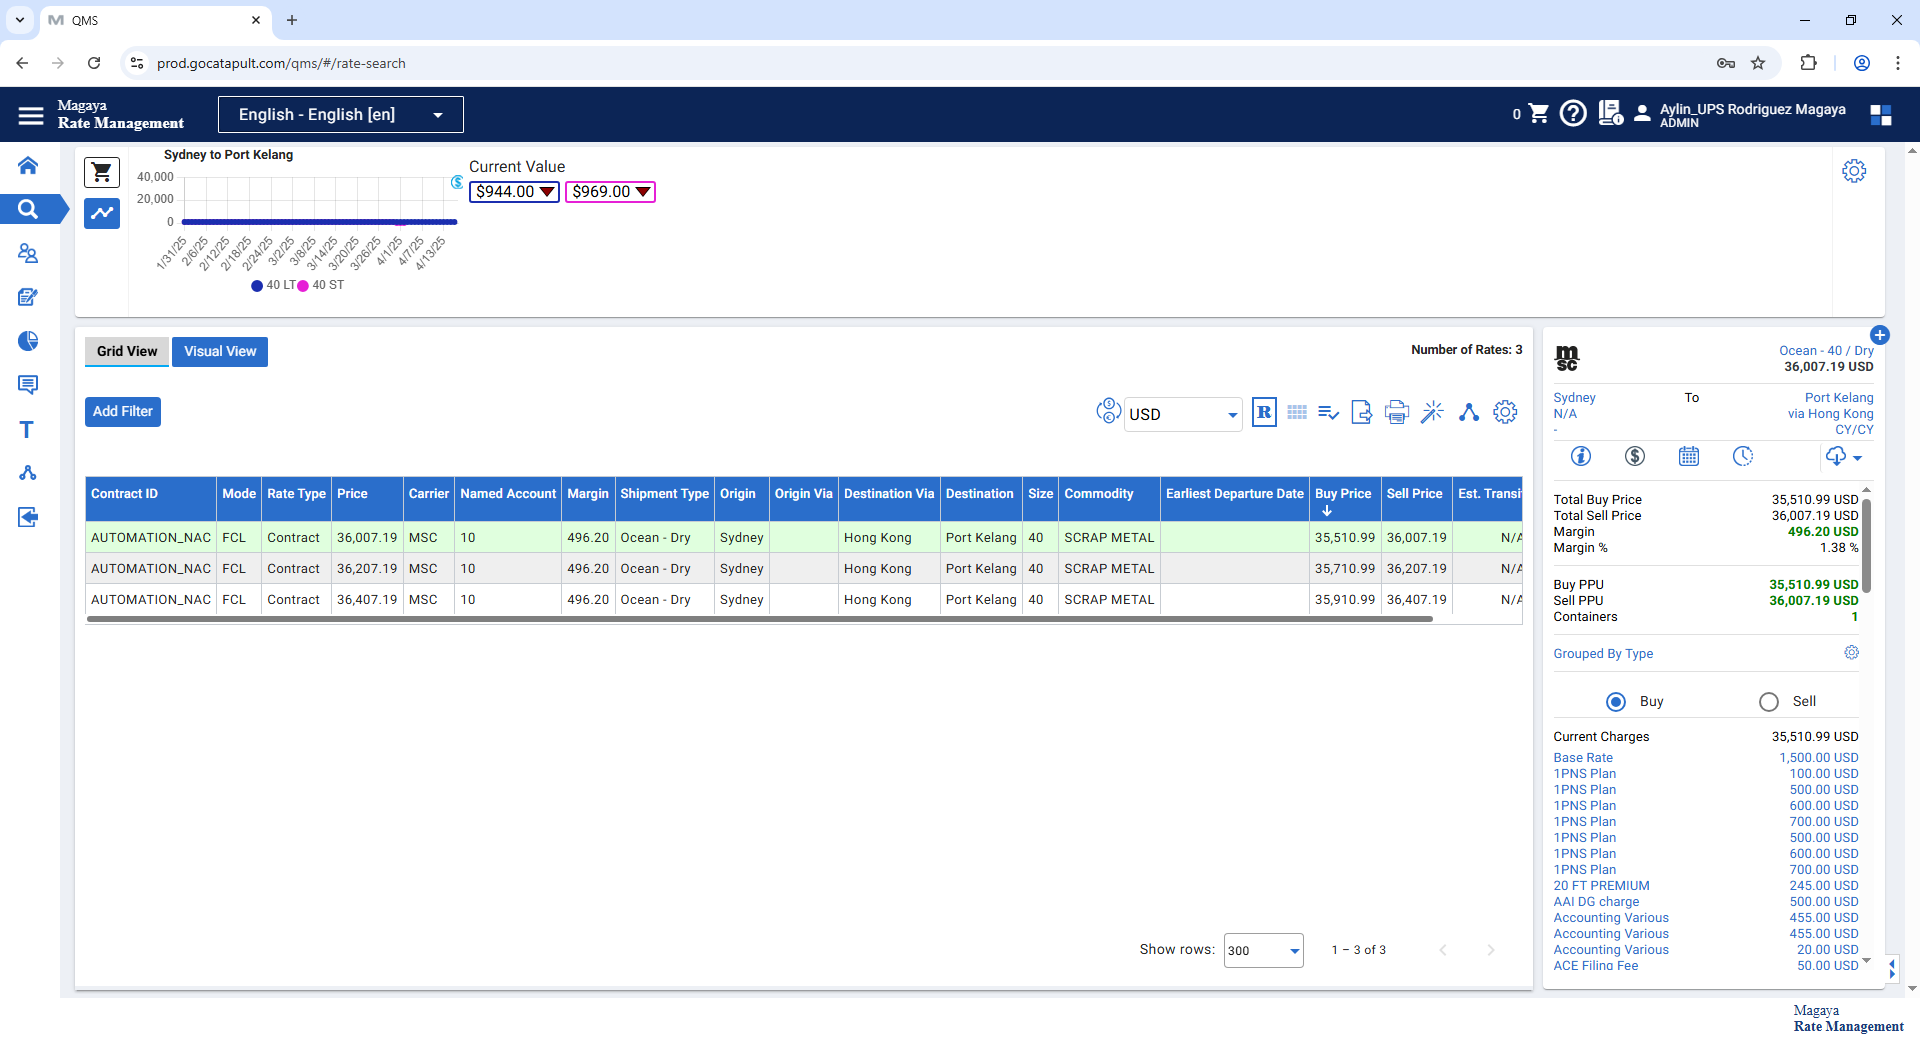 QMS
prod.gocatapult.com/qms/#/rate-search
Magaya
Rate Management
English - English [en]
0
Aylin_UPS Rodriguez Magaya
ADMIN
Sydney to Port Kelang
40,000
20,000
0
1/31/25
2/6/25
2/12/25
2/18/25
2/24/25
3/2/25
3/8/25
3/14/25
3/20/25
3/26/25
4/1/25
4/7/25
4/13/25
40 LT 40 ST
Current Value
$944.00 $969.00
Grid View Visual View
Number of Rates: 3
Add Filter
USD
R
Contract ID Mode Rate Type Price Carrier Named Account Margin Shipment Type Origin Origin Via Destination Via Destination Size Commodity Earliest Departure Date Buy Price Sell Price Est. Transi
AUTOMATION_NAC FCL Contract 36,007.19 MSC 10 496.20 Ocean - Dry Sydney Hong Kong Port Kelang 40 SCRAP METAL 35,510.99 36,007.19 N/A
AUTOMATION_NAC FCL Contract 36,207.19 MSC 10 496.20 Ocean - Dry Sydney Hong Kong Port Kelang 40 SCRAP METAL 35,710.99 36,207.19 N/A
AUTOMATION_NAC FCL Contract 36,407.19 MSC 10 496.20 Ocean - Dry Sydney Hong Kong Port Kelang 40 SCRAP METAL 35,910.99 36,407.19 N/A
Show rows: 300 1 – 3 of 3
msc
Ocean - 40 / Dry
36,007.19 USD
Sydney To Port Kelang
N/A via Hong Kong
- CY/CY
Total Buy Price 35,510.99 USD
Total Sell Price 36,007.19 USD
Margin 496.20 USD
Margin % 1.38 %
Buy PPU 35,510.99 USD
Sell PPU 36,007.19 USD
Containers 1
Grouped By Type
Buy Sell
Current Charges 35,510.99 USD
Base Rate 1,500.00 USD
1PNS Plan 100.00 USD
1PNS Plan 500.00 USD
1PNS Plan 600.00 USD
1PNS Plan 700.00 USD
1PNS Plan 500.00 USD
1PNS Plan 600.00 USD
1PNS Plan 700.00 USD
20 FT PREMIUM 245.00 USD
AAI DG charge 500.00 USD
Accounting Various 455.00 USD
Accounting Various 455.00 USD
Accounting Various 20.00 USD
ACE Filing Fee 50.00 USD
Magaya
Rate Management